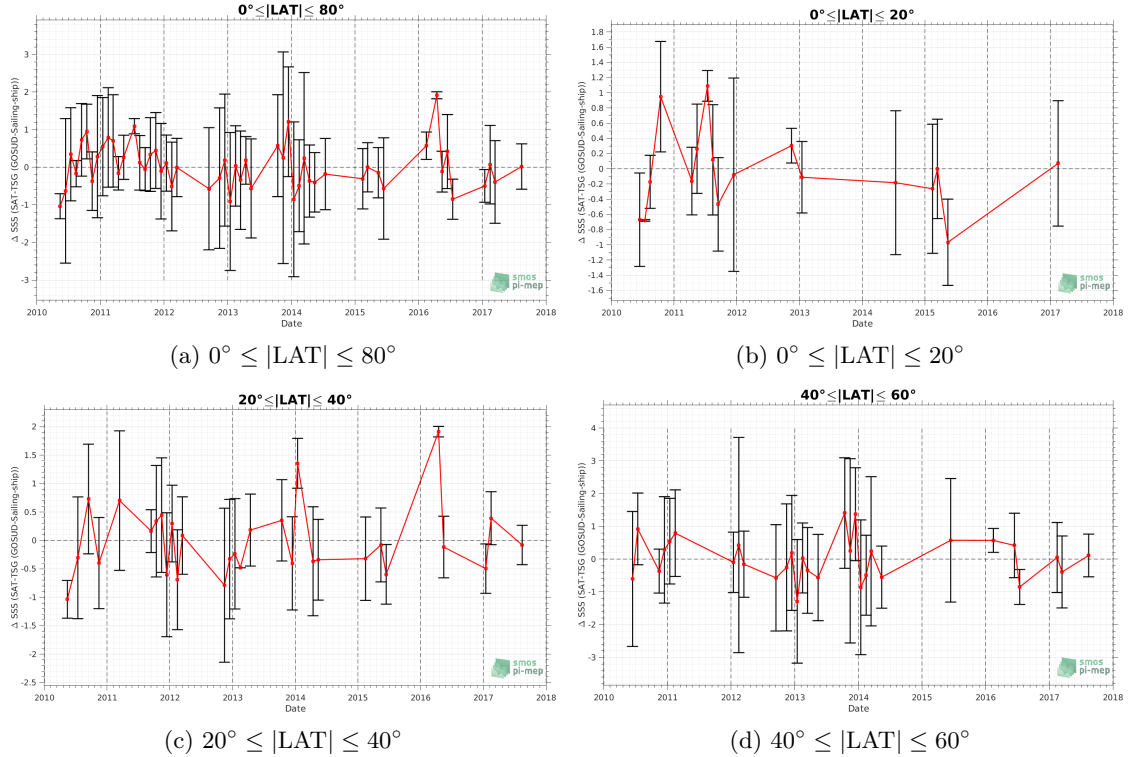 0°≤|LAT|≤ 80°
Δ SSS (SAT-TSG (GOSUD-Sailing-ship))
3
2
1
0
-1
-2
-3
2010 2011 2012 2013 2014 2015 2016 2017 2018
Date
smos
pi-mep
(a) 0° ≤ |LAT| ≤ 80°
0°≤|LAT|≤ 20°
Δ SSS (SAT-TSG (GOSUD-Sailing-ship))
1.8
1.6
1.4
1.2
1
0.8
0.6
0.4
0.2
0
-0.2
-0.4
-0.6
-0.8
-1
-1.2
-1.4
-1.6
2010 2011 2012 2013 2014 2015 2016 2017 2018
Date
smos
pi-mep
(b) 0° ≤ |LAT| ≤ 20°
20°≤|LAT|≤ 40°
Δ SSS (SAT-TSG (GOSUD-Sailing-ship))
2
1.5
1
0.5
0
-0.5
-1
-1.5
-2
-2.5
2010 2011 2012 2013 2014 2015 2016 2017 2018
Date
smos
pi-mep
(c) 20° ≤ |LAT| ≤ 40°
40°≤|LAT|≤ 60°
Δ SSS (SAT-TSG (GOSUD-Sailing-ship))
4
3
2
1
0
-1
-2
-3
2010 2011 2012 2013 2014 2015 2016 2017 2018
Date
smos
pi-mep
(d) 40° ≤ |LAT| ≤ 60°